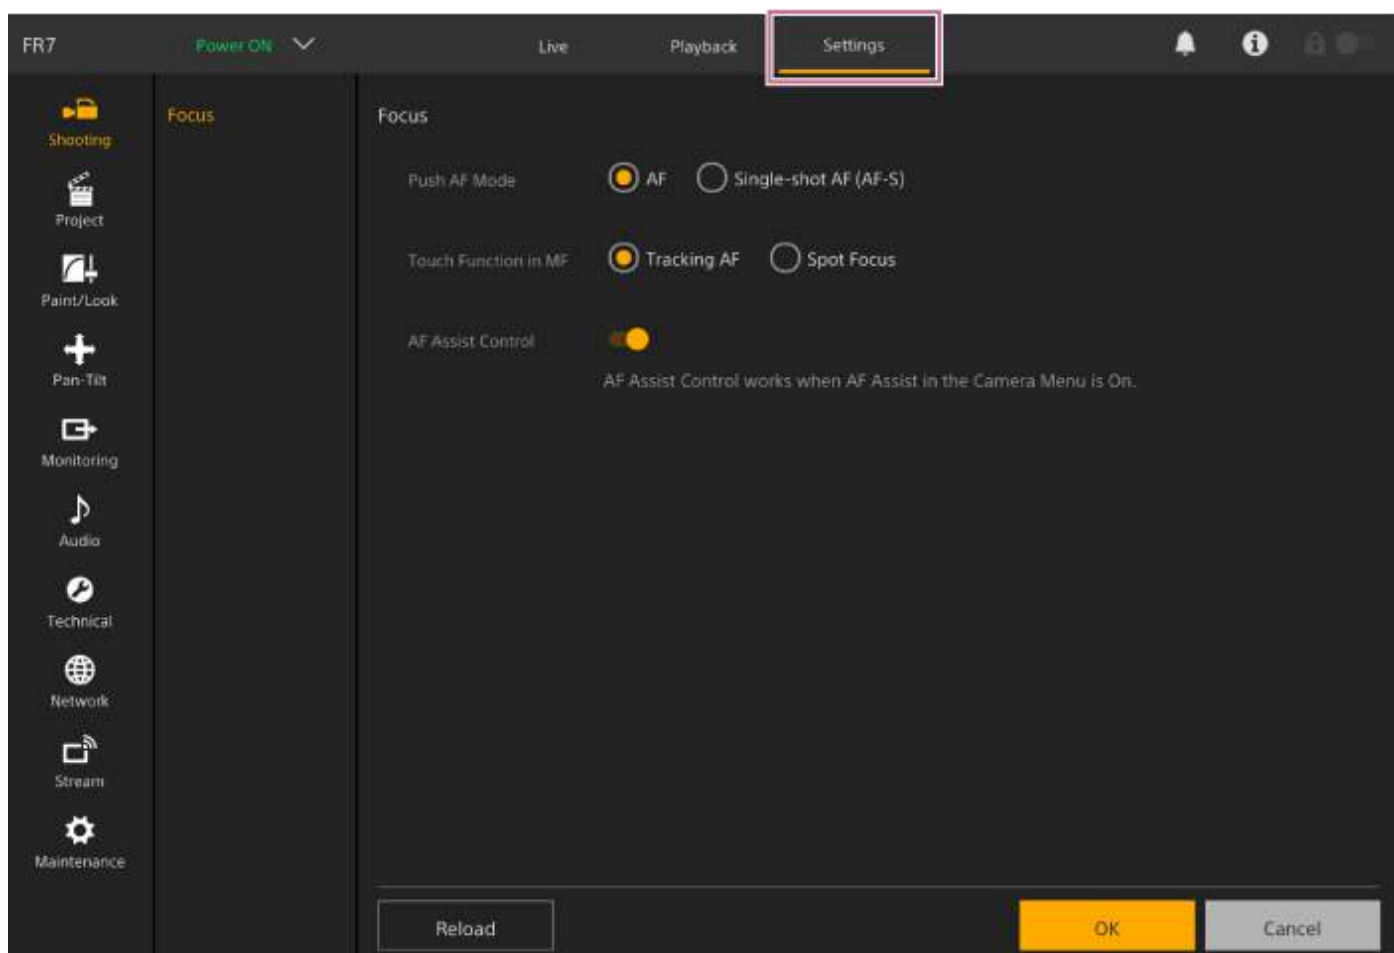 FR7 Power ON Live Playback Settings
Shooting
Project
Paint/Look
Pan-Tilt
Monitoring
Audio
Technical
Network
Stream
Maintenance
Focus
Focus
Push AF Mode AF Single-shot AF (AF-S)
Touch Function in MF Tracking AF Spot Focus
AF Assist Control
AF Assist Control works when AF Assist in the Camera Menu is On.
Reload OK Cancel